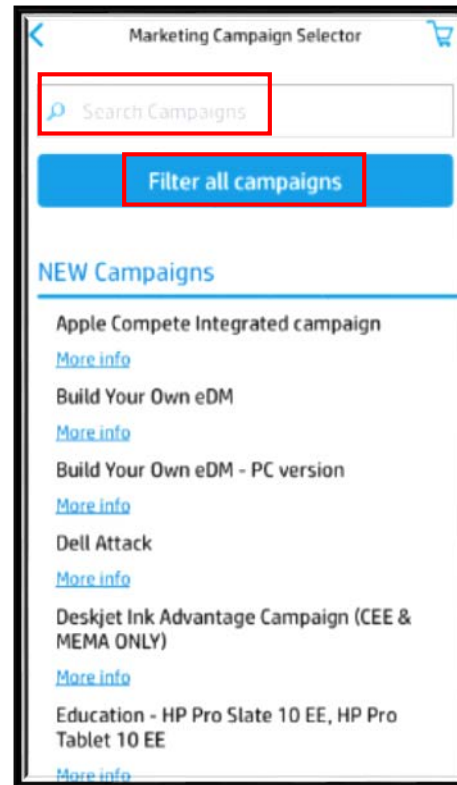 Marketing Campaign Selector
Search Campaigns
Filter all campaigns
NEW Campaigns
Apple Compete Integrated campaign
More info
Build Your Own eDM
More info
Build Your Own eDM - PC version
More info
Dell Attack
More info
Deskjet Ink Advantage Campaign (CEE &
MEMA ONLY)
More info
Education - HP Pro Slate 10 EE, HP Pro
Tablet 10 EE
More info